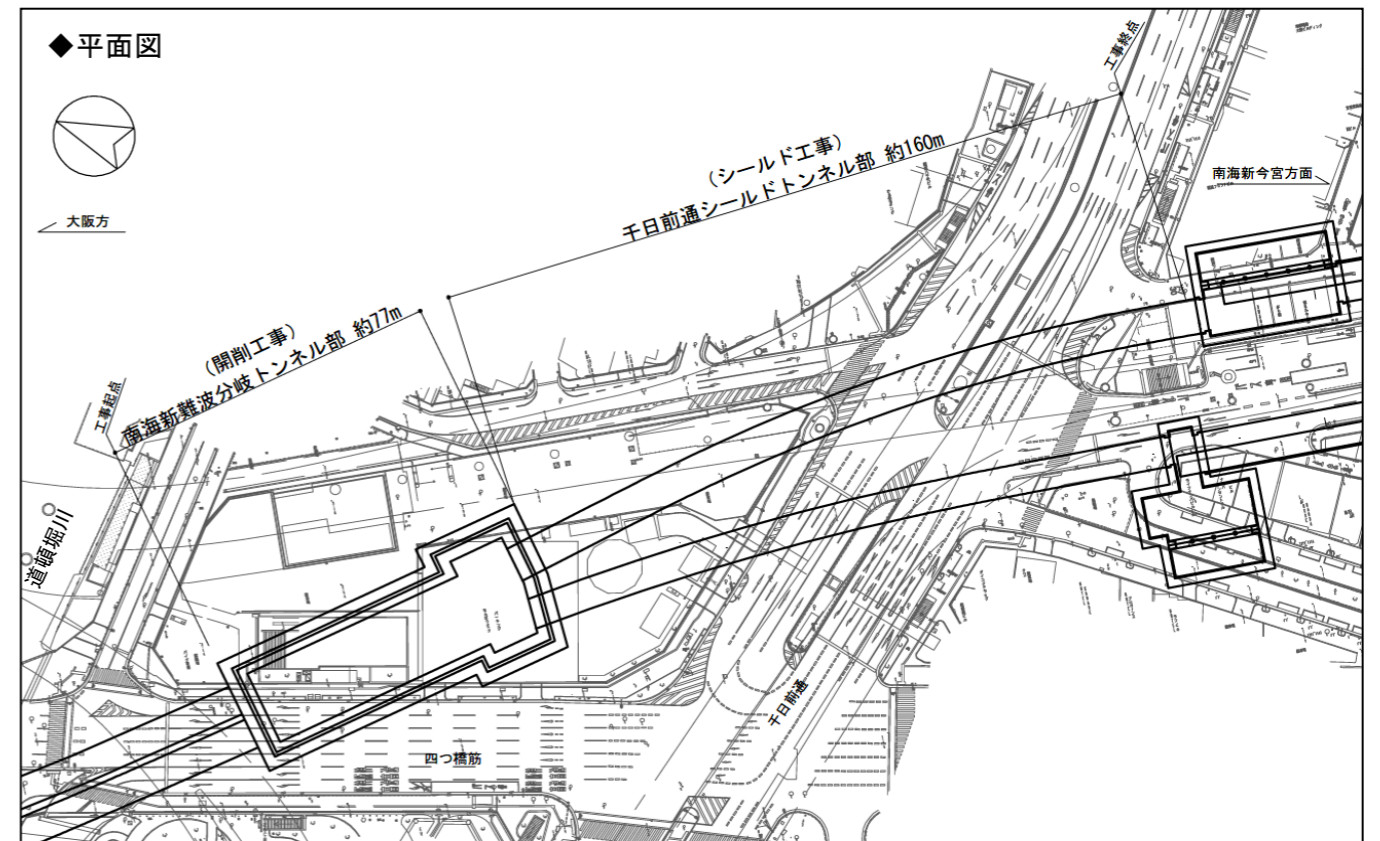 ◆平面図
大阪方
工事終点
(シールド工事)
千日前通シールドトンネル部 約160m
南海新今宮方面
(開削工事)
南海新難波分岐トンネル部 約77m
工事起点
道頓堀川
千日前通
四つ橋筋